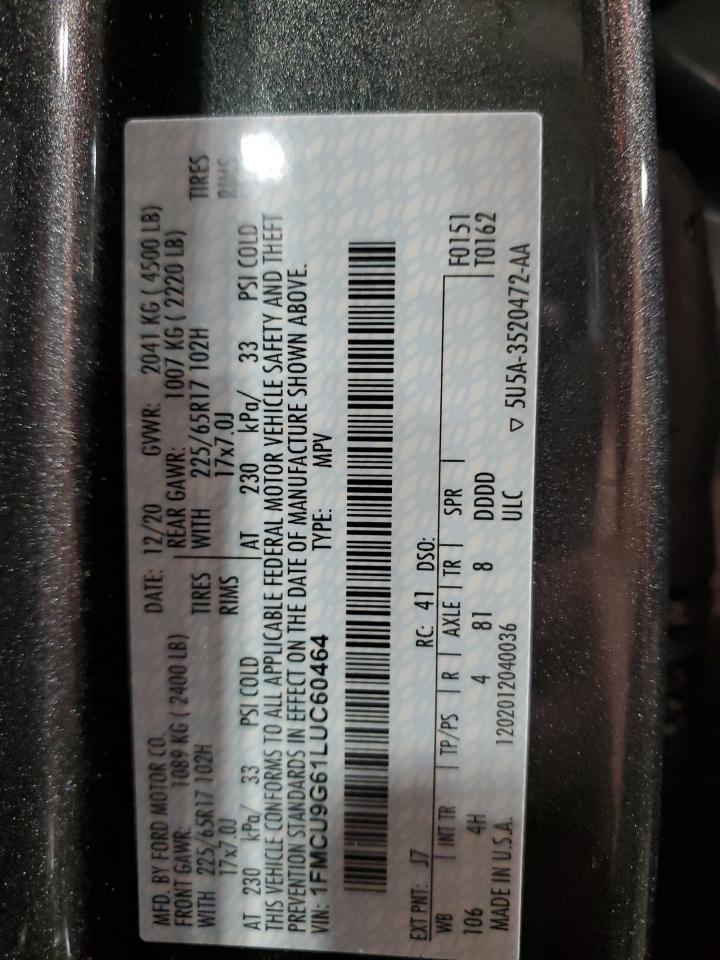 MFD. BY FORD MOTOR CO. DATE: 12/20 GVWR: 2041 KG ( 4500 LB)
FRONT GAWR: 1089 KG ( 2400 LB) REAR GAWR: 1007 KG ( 2220 LB)
WITH 225/65R17 102H TIRES WITH 225/65R17 102H TIRES
17x7.0J RIMS 17x7.0J RIMS
AT 230 kPa/ 33 PSI COLD AT 230 kPa/ 33 PSI COLD
THIS VEHICLE CONFORMS TO ALL APPLICABLE FEDERAL MOTOR VEHICLE SAFETY AND THEFT
PREVENTION STANDARDS IN EFFECT ON THE DATE OF MANUFACTURE SHOWN ABOVE.
VIN: 1FMCU9G61LUC60464 TYPE: MPV
EXT PNT: J7 RC: 41 DSO: F0151
WB INT TR TP/PS R AXLE TR SPR T0162
106 4H 4 81 8 DDDD
MADE IN U.S.A. 1202012040036 ULC ▽ 5U5A-3520472-AA